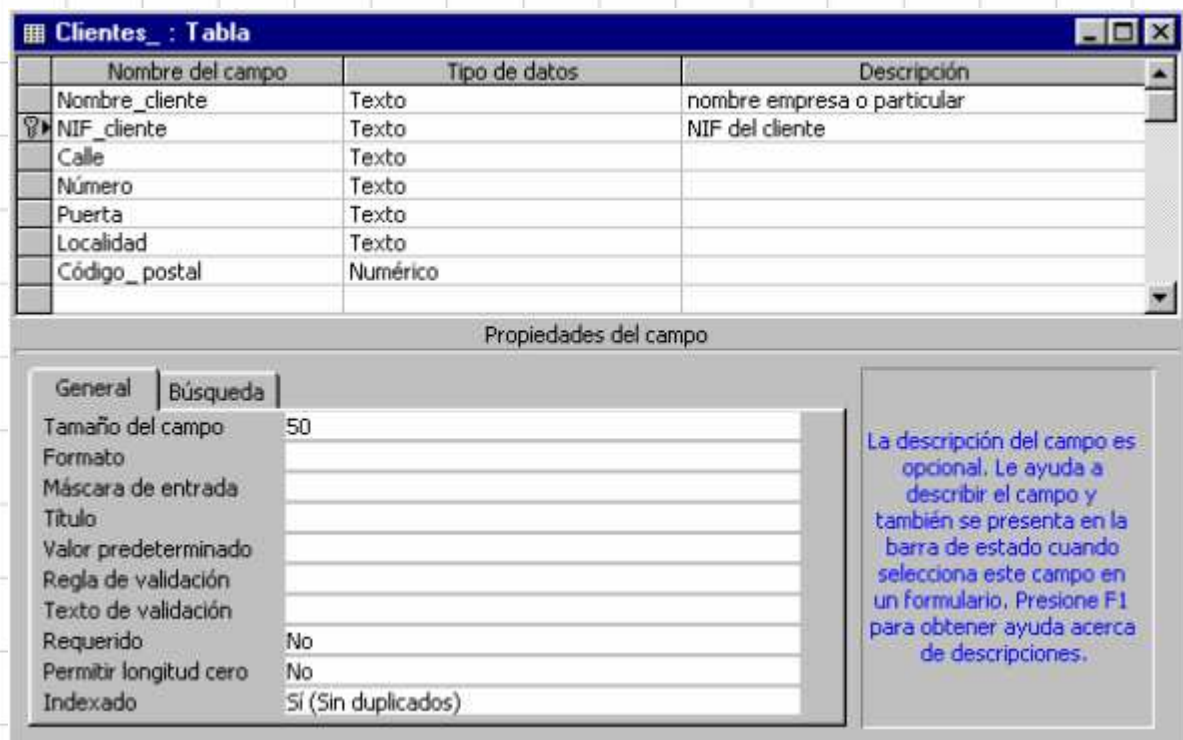 Clientes_ : Tabla
Nombre del campo Tipo de datos Descripción
Nombre_cliente Texto nombre empresa o particular
NIF_cliente Texto NIF del cliente
Calle Texto
Número Texto
Puerta Texto
Localidad Texto
Código_postal Numérico
Propiedades del campo
General Búsqueda
Tamaño del campo 50
Formato
Máscara de entrada
Título
Valor predeterminado
Regla de validación
Texto de validación
Requerido No
Permitir longitud cero No
Indexado Sí (Sin duplicados)
La descripción del campo es
opcional. Le ayuda a
describir el campo y
también se presenta en la
barra de estado cuando
selecciona este campo en
un formulario. Presione F1
para obtener ayuda acerca
de descripciones.